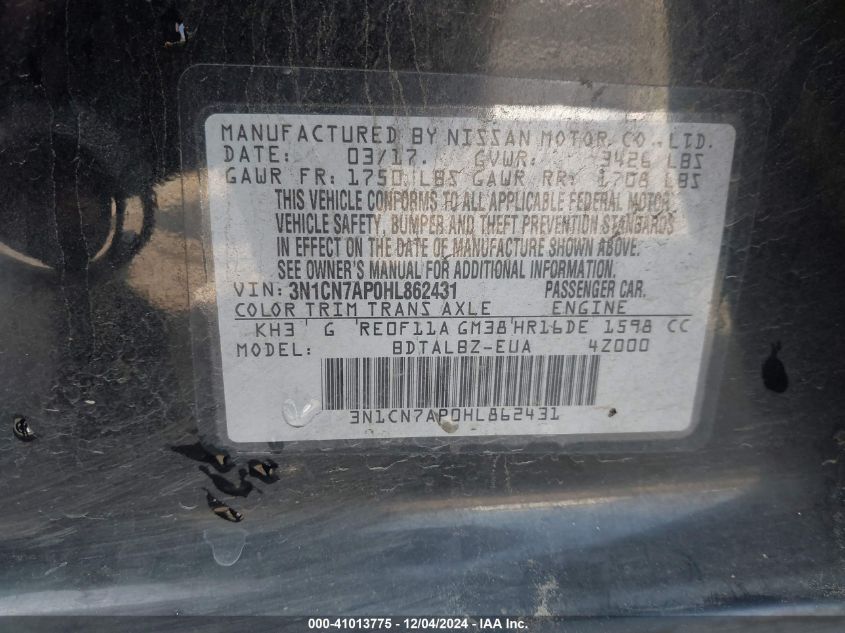 MANUFACTURED BY NISSAN MOTOR CO., LTD.
DATE: 03/17. GVWR: 3426 LBS
GAWR FR: 1750 LBS GAWR RR: 1708 LBS
THIS VEHICLE CONFORMS TO ALL APPLICABLE FEDERAL MOTOR
VEHICLE SAFETY, BUMPER AND THEFT PREVENTION STANDARDS
IN EFFECT ON THE DATE OF MANUFACTURE SHOWN ABOVE.
SEE OWNER'S MANUAL FOR ADDITIONAL INFORMATION.
VIN: 3N1CN7AP0HL862431 PASSENGER CAR.
COLOR TRIM TRANS AXLE ENGINE
KH3 G RE0F11A GM38 HR16DE 1598 CC
MODEL: BDTALBZ-EUA 4Z000
3N1CN7AP0HL862431
000-41013775 - 12/04/2024 - IAA Inc.